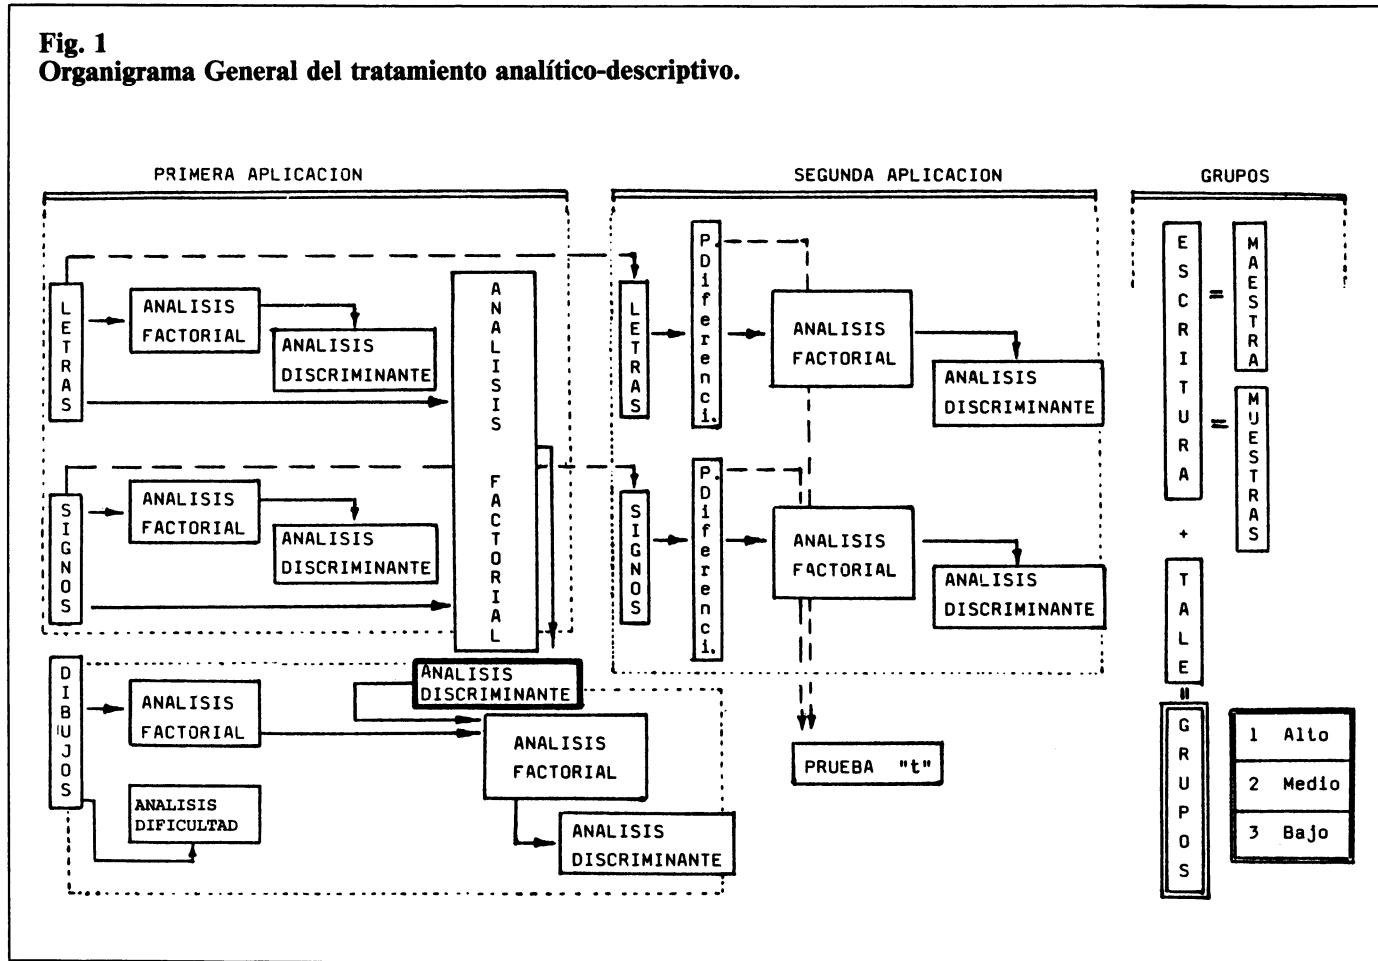 Fig. 1
Organigrama General del tratamiento analítico-descriptivo.
PRIMERA APLICACION
SEGUNDA APLICACION
GRUPOS
LETRAS
ANALISIS
FACTORIAL
ANALISIS
DISCRIMINANTE
ANALISIS FACTORIAL
SIGNOS
ANALISIS
FACTORIAL
ANALISIS
DISCRIMINANTE
DIBUJOS
ANALISIS
FACTORIAL
ANALISIS
DIFICULTAD
ANALISIS
DISCRIMINANTE
ANALISIS
FACTORIAL
ANALISIS
DISCRIMINANTE
LETRAS
P. Diferenci.
ANALISIS
FACTORIAL
ANALISIS
DISCRIMINANTE
SIGNOS
P. Diferenci.
ANALISIS
FACTORIAL
ANALISIS
DISCRIMINANTE
PRUEBA "t"
ESCRITURA
=
MAESTRA
=
MUESTRAS
+
TALE
=
GRUPOS
1 Alto
2 Medio
3 Bajo